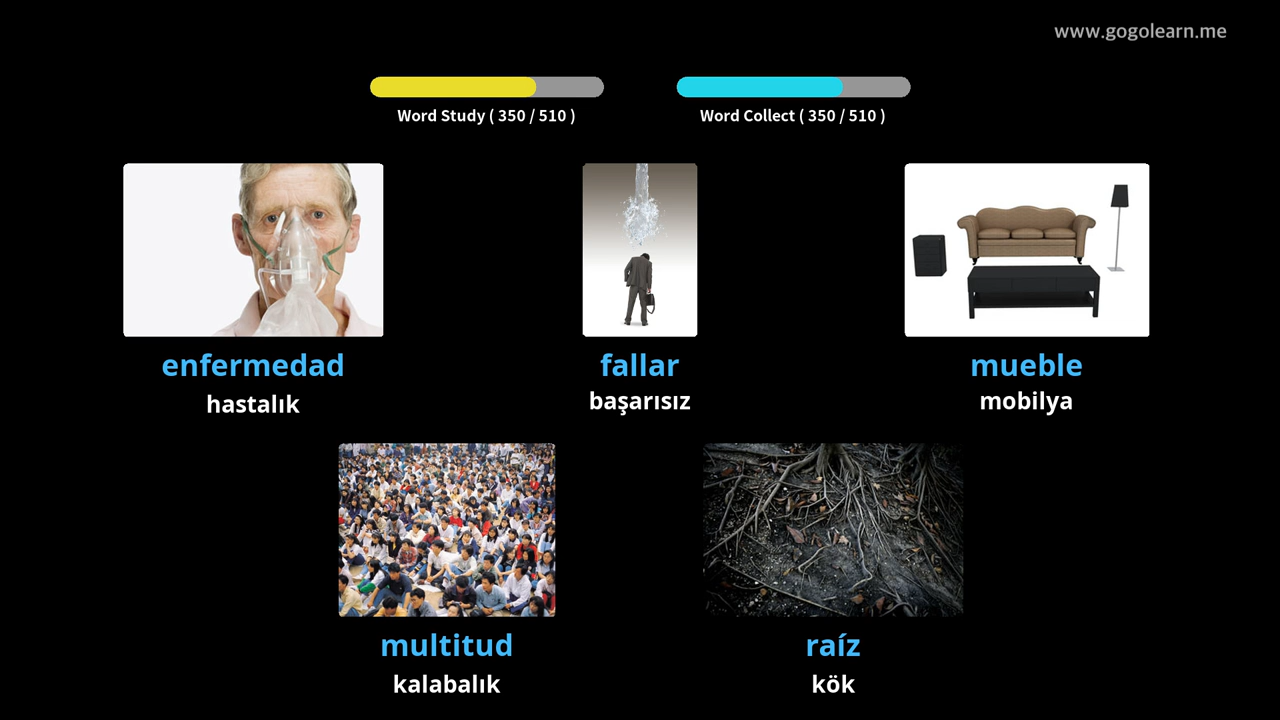 www.gogolearn.me
Word Study ( 350 / 510 )
Word Collect ( 350 / 510 )
enfermedad
hastalık
fallar
başarısız
mueble
mobilya
multitud
kalabalık
raíz
kök